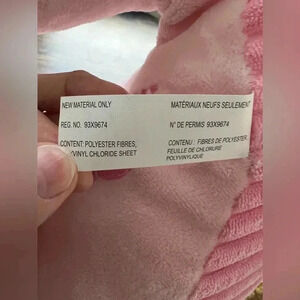 NEW MATERIAL ONLY
REG. NO. 93X9674
CONTENT: POLYESTER FIBRES,
VINYL CHLORIDE SHEET
MATÉRIAUX NEUFS SEULEMENT
N° DE PERMIS 93X9674
CONTENU : FIBRES DE POLYESTER,
FEUILLE DE CHLORURE
POLYVINYLIQUE